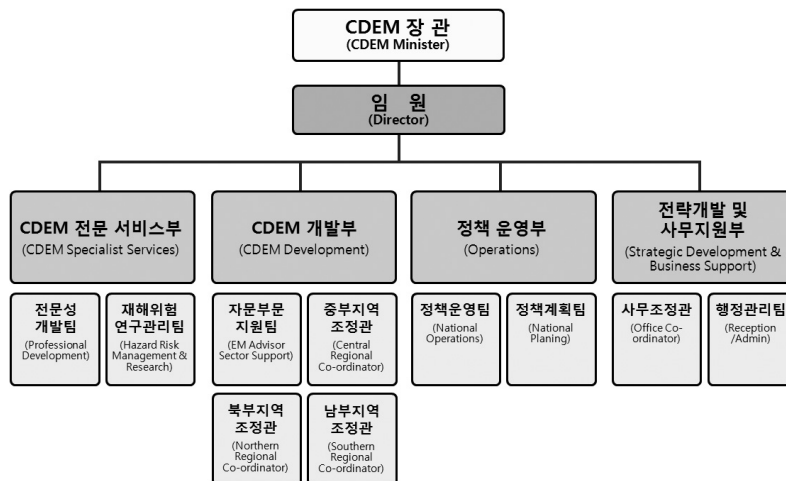 CDEM 장 관
(CDEM Minister)
임 원
(Director)
CDEM 전문 서비스부
(CDEM Specialist Services)
CDEM 개발부
(CDEM Development)
정책 운영부
(Operations)
전략개발 및
사무지원부
(Strategic Development &
Business Support)
전문성
개발팀
(Professional
Development)
재해위험
연구관리팀
(Hazard Risk
Management &
Research)
자문부문
지원팀
(EM Advisor
Sector Support)
중부지역
조정관
(Central
Regional
Co-ordinator)
정책운영팀
(National
Operations)
정책계획팀
(National
Planing)
사무조정관
(Office Co-
ordinator)
행정관리팀
(Reception
/Admin)
북부지역
조정관
(Northern
Regional
Co-ordinator)
남부지역
조정관
(Southern
Regional
Co-ordinator)